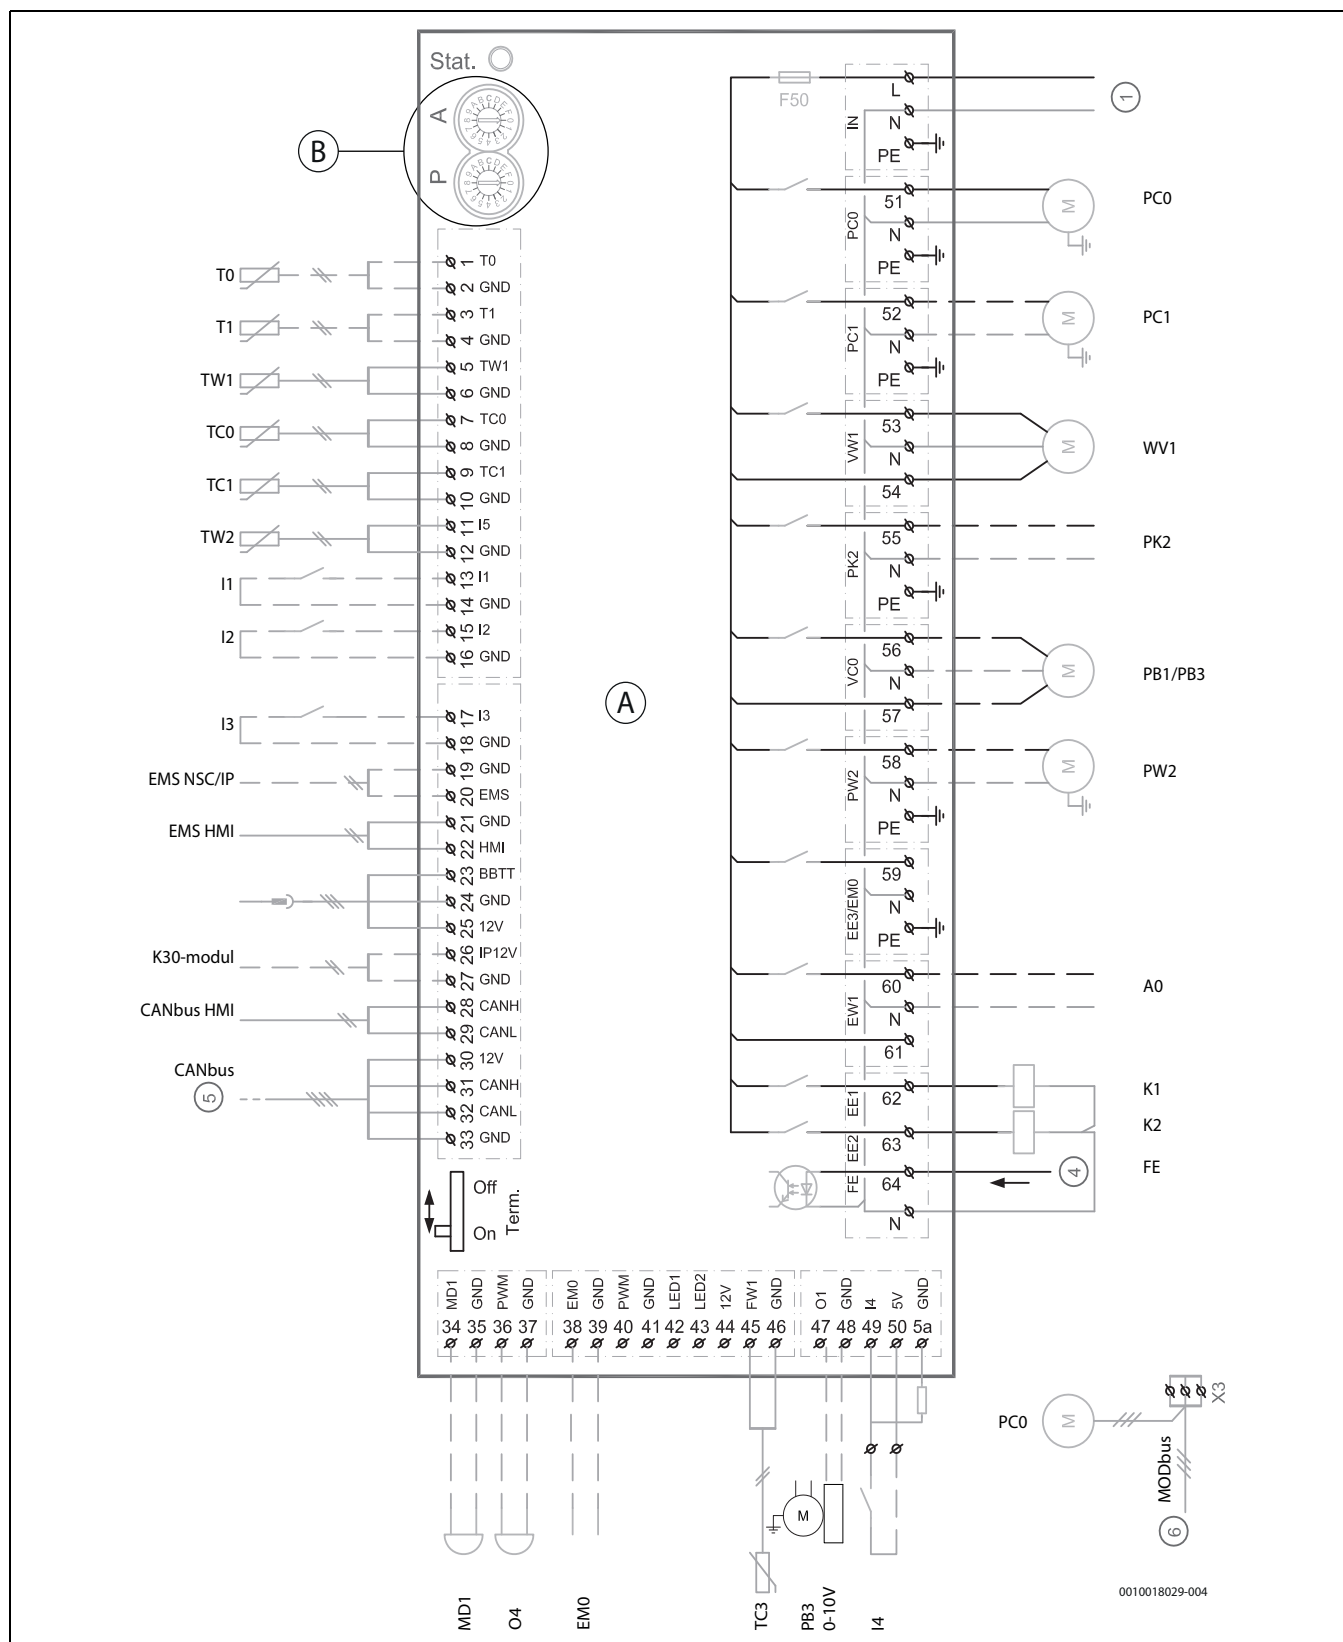 Stat.
A
P
B
A
T0
1 T0
2 GND
T1
3 T1
4 GND
TW1
5 TW1
6 GND
TC0
7 TC0
8 GND
TC1
9 TC1
10 GND
TW2
11 I5
12 GND
I1
13 I1
14 GND
I2
15 I2
16 GND
I3
17 I3
18 GND
EMS NSC/IP
19 GND
20 EMS
EMS HMI
21 GND
22 HMI
23 BBTT
24 GND
25 12V
K30-modul
26 IP12V
27 GND
CANbus HMI
28 CANH
29 CANL
CANbus
5
30 12V
31 CANH
32 CANL
33 GND
Off
On
Term.
F50
IN
L
N
PE
1
PC0
51
N
PE
M
PC0
PC1
52
N
PE
M
PC1
VW1
53
N
54
M
WV1
PK2
55
N
PE
PK2
VC0
56
N
57
M
PB1/PB3
PW2
58
N
PE
M
PW2
EE3/EM0
59
N
PE
EW1
60
N
61
A0
EE1
62
K1
EE2
63
K2
FE
64
N
4
FE
MD1 GND PWM GND
34 35 36 37
EM0 GND PWM GND LED1 LED2 12V FW1 GND
38 39 40 41 42 43 44 45 46
O1 GND I4 5V GND
47 48 49 50 5a
MD1
O4
EM0
TC3
M
PB3
0-10V
I4
PC0
M
X3
MODbus
6
0010018029-004